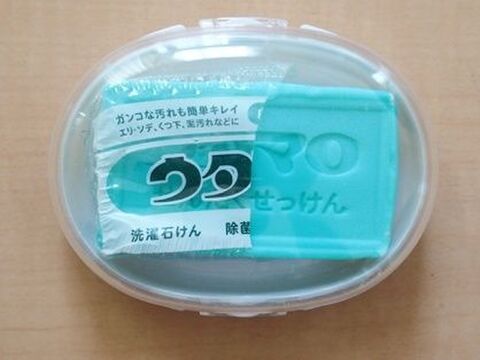 ガンコな汚れも簡単キレイ
エリ・ソデ、くつ下、泥汚れなどに
ウタマロ
せっけん
洗濯石けん 除菌